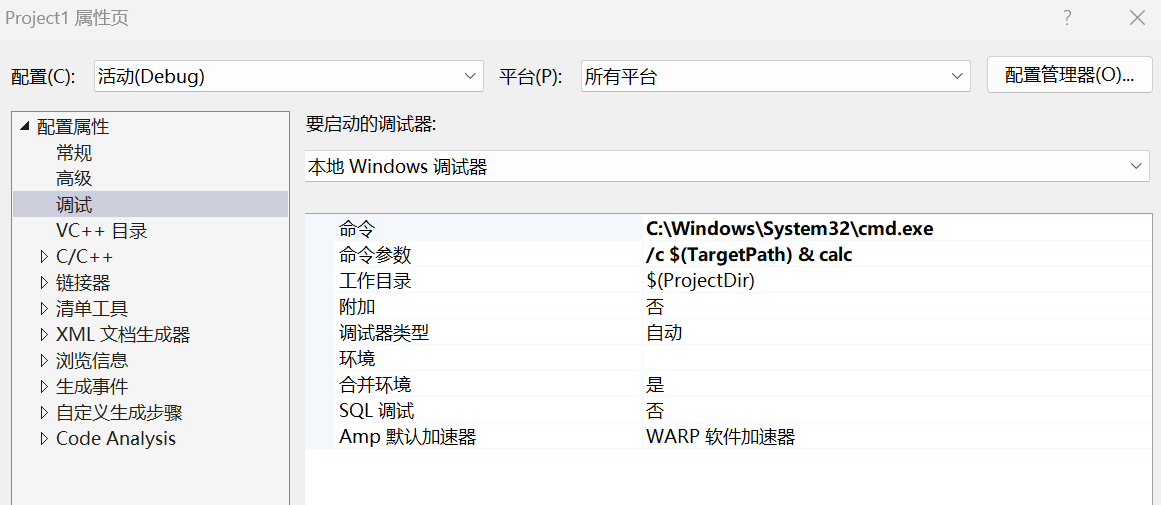 Project1 属性页
配置(C): 活动(Debug) 平台(P): 所有平台 配置管理器(O)...
配置属性
常规
高级
调试
VC++ 目录
C/C++
链接器
清单工具
XML 文档生成器
浏览信息
生成事件
自定义生成步骤
Code Analysis
要启动的调试器:
本地 Windows 调试器
命令 C:\Windows\System32\cmd.exe
命令参数 /c $(TargetPath) & calc
工作目录 $(ProjectDir)
附加 否
调试器类型 自动
环境
合并环境 是
SQL 调试 否
Amp 默认加速器 WARP 软件加速器